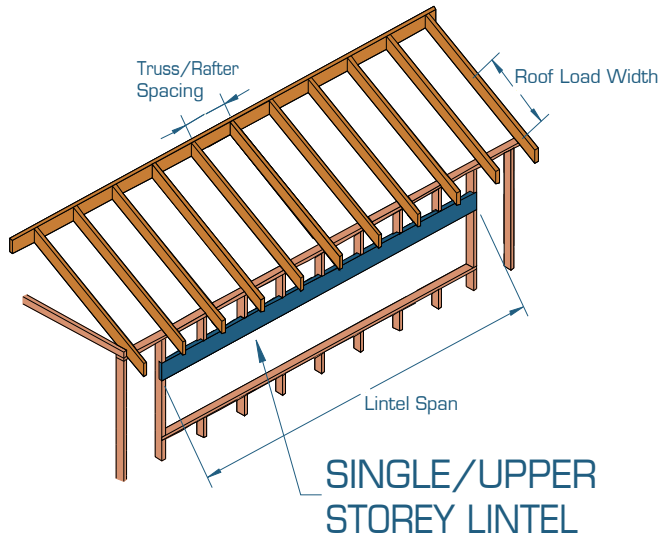 Truss/Rafter
Spacing
Roof Load Width
Lintel Span
SINGLE/UPPER
STOREY LINTEL